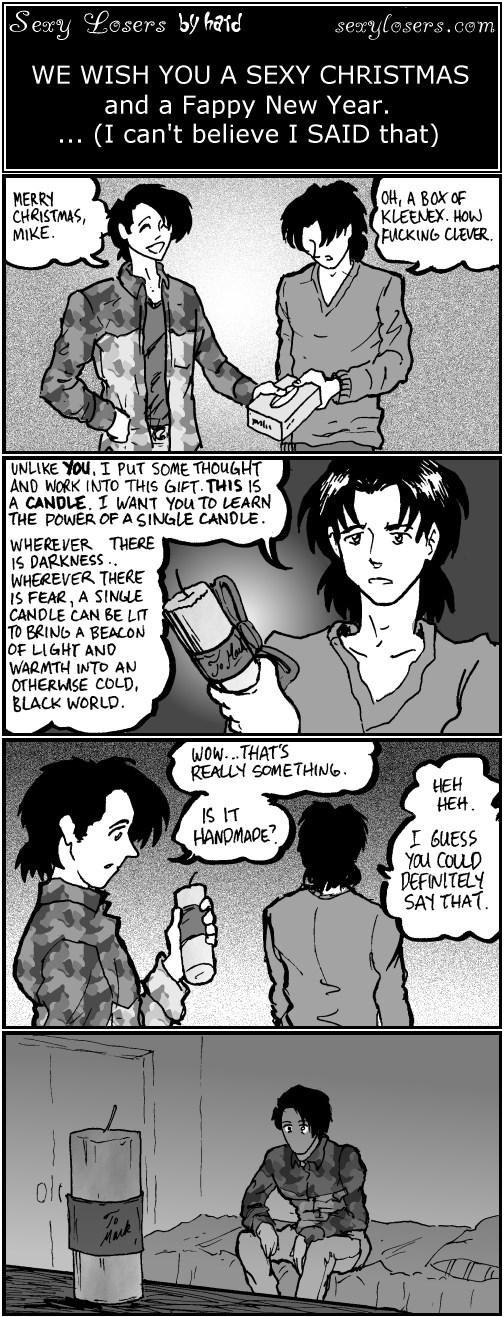 Sexy Losers by hard sexylosers.com
WE WISH YOU A SEXY CHRISTMAS
and a Fappy New Year.
... (I can't believe I SAID that)
MERRY
CHRISTMAS,
MIKE.
OH, A BOX OF
KLEENEX. HOW
FUCKING CLEVER.
UNLIKE YOU, I PUT SOME THOUGHT
AND WORK INTO THIS GIFT. THIS IS
A CANDLE. I WANT YOU TO LEARN
THE POWER OF A SINGLE CANDLE.
WHEREVER THERE
IS DARKNESS..
WHEREVER THERE
IS FEAR, A SINGLE
CANDLE CAN BE LIT
TO BRING A BEACON
OF LIGHT AND
WARMTH INTO AN
OTHERWISE COLD,
BLACK WORLD.
To Mark
WOW...THAT'S
REALLY SOMETHING.
IS IT
HANDMADE?
HEH
HEH.
I GUESS
YOU COULD
DEFINITELY
SAY THAT.
To
Mark,